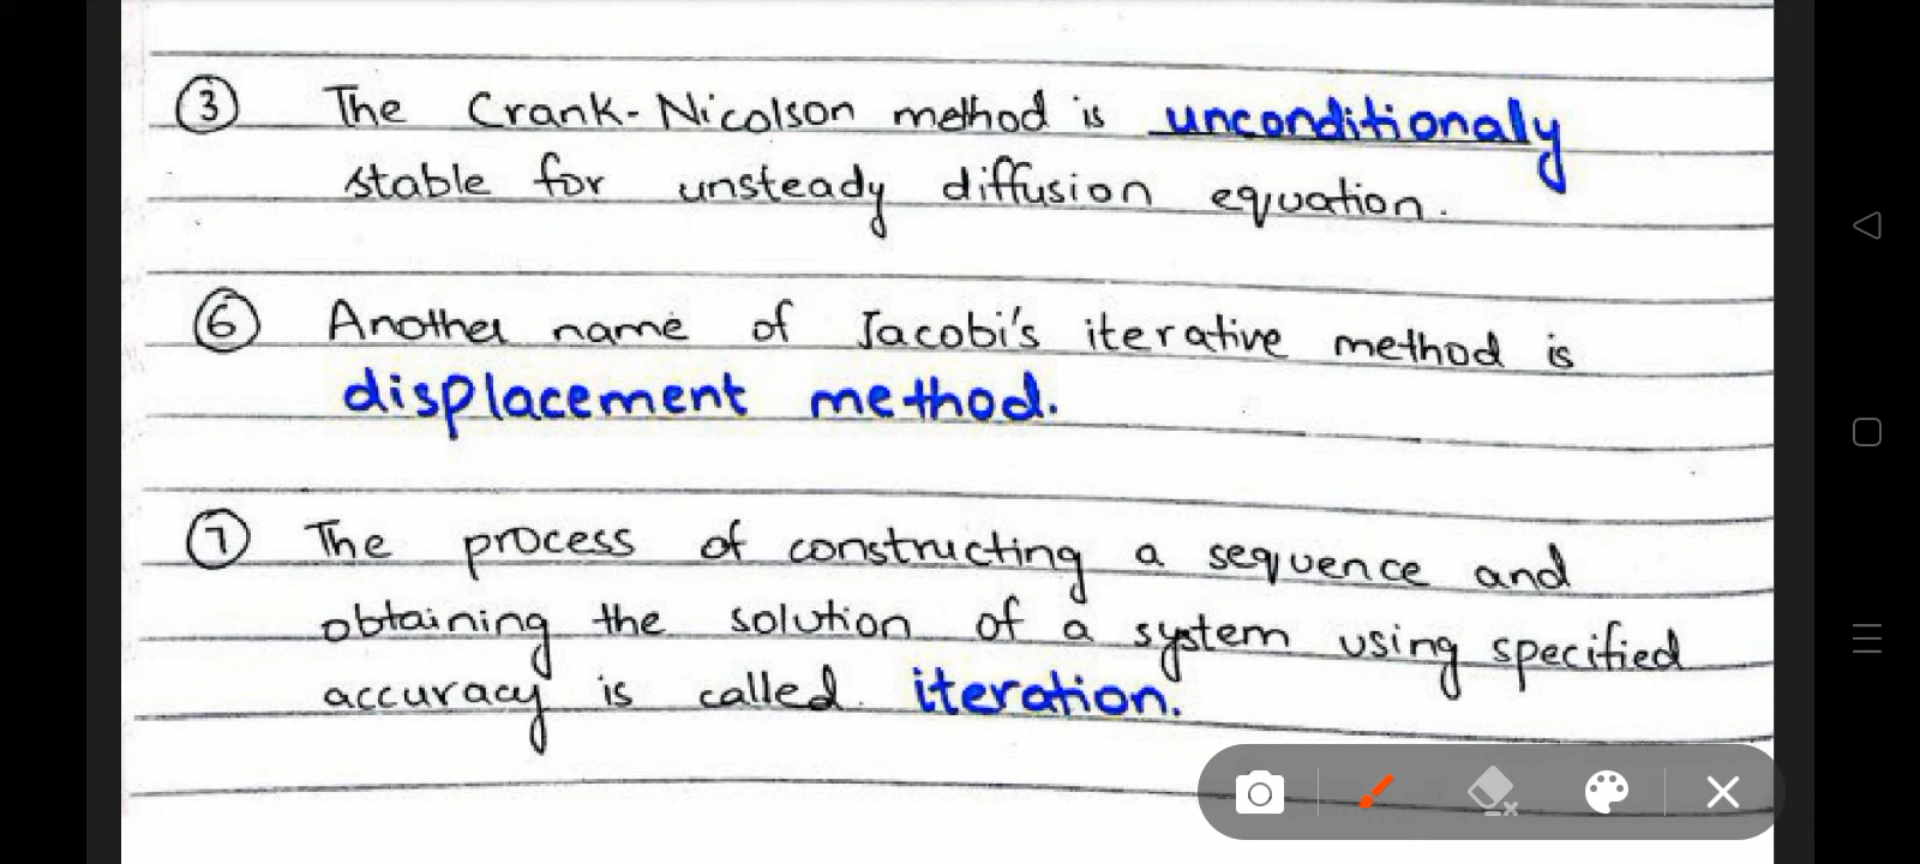 ③ The Crank-Nicolson method is unconditionaly
stable for unsteady diffusion equation.
⑥ Another name of Jacobi's iterative method is
displacement method.
⑦ The process of constructing a sequence and
obtaining the solution of a system using specified
accuracy is called iteration.